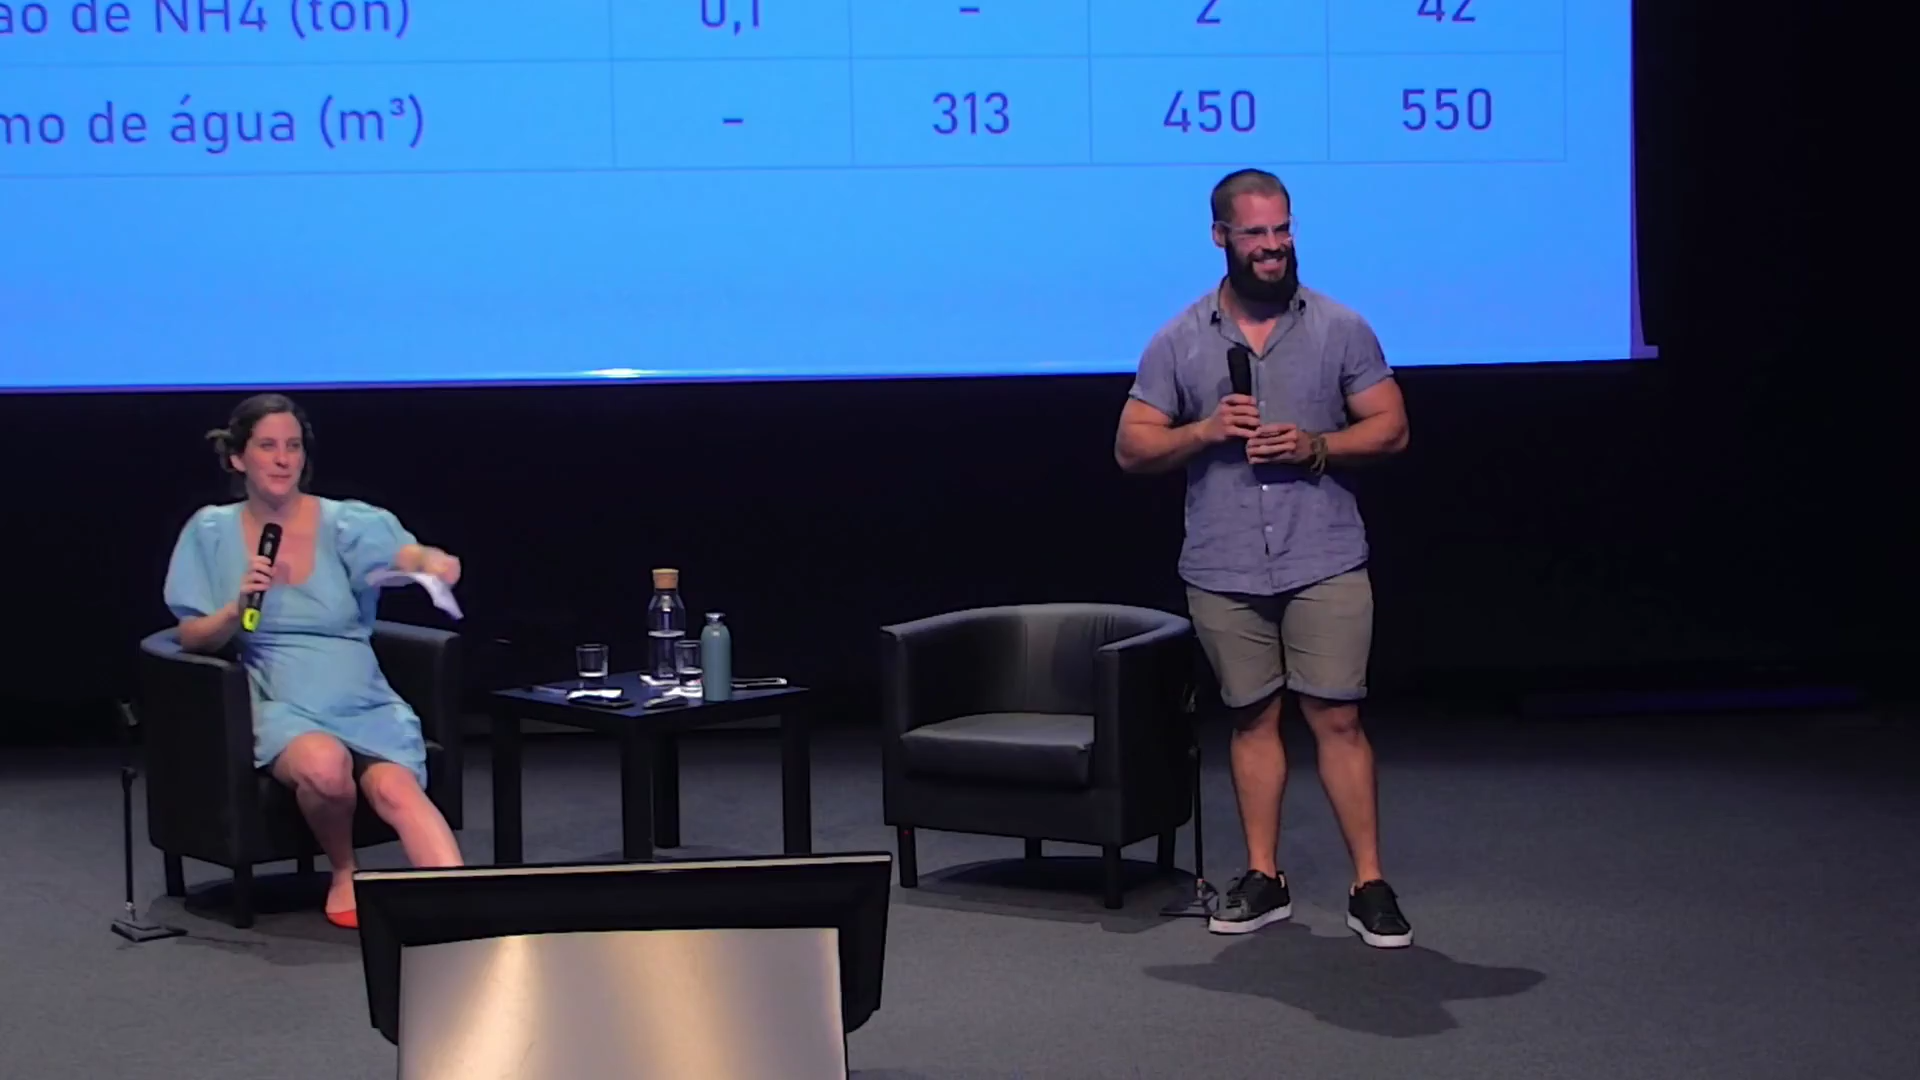 ão de NH4 (ton) 0,1 - 2 42
mo de água (m³) - 313 450 550